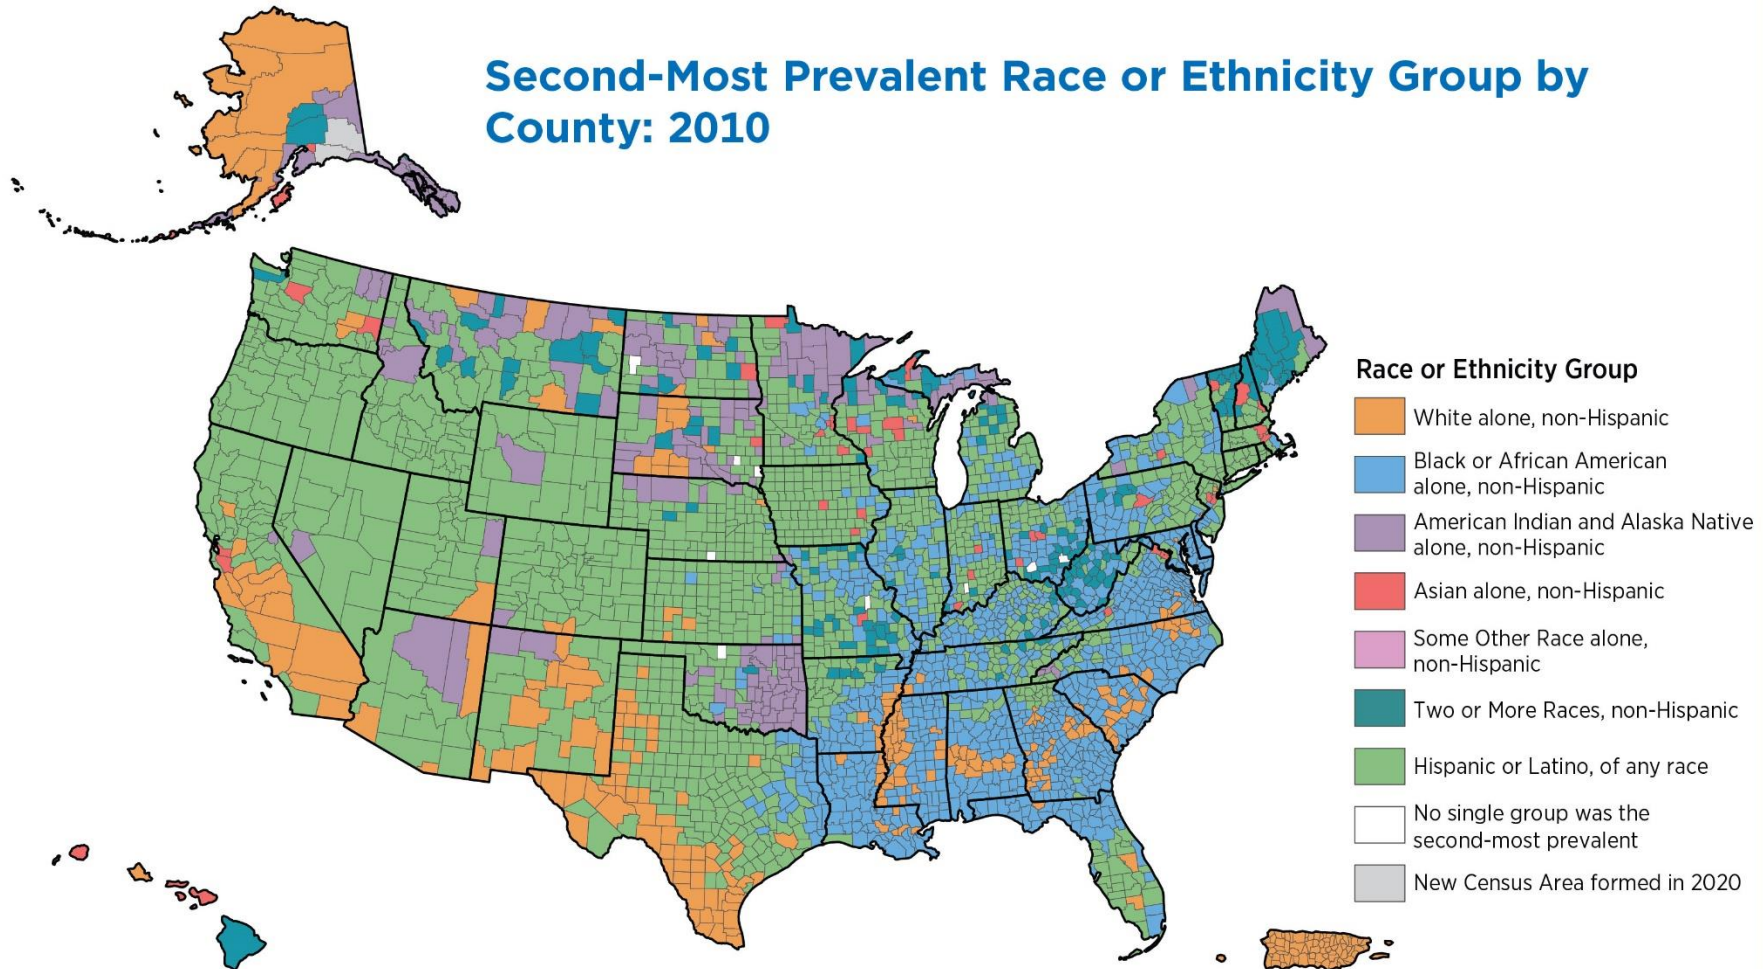 Second-Most Prevalent Race or Ethnicity Group by
County: 2010
Race or Ethnicity Group
White alone, non-Hispanic
Black or African American
alone, non-Hispanic
American Indian and Alaska Native
alone, non-Hispanic
Asian alone, non-Hispanic
Some Other Race alone,
non-Hispanic
Two or More Races, non-Hispanic
Hispanic or Latino, of any race
No single group was the
second-most prevalent
New Census Area formed in 2020